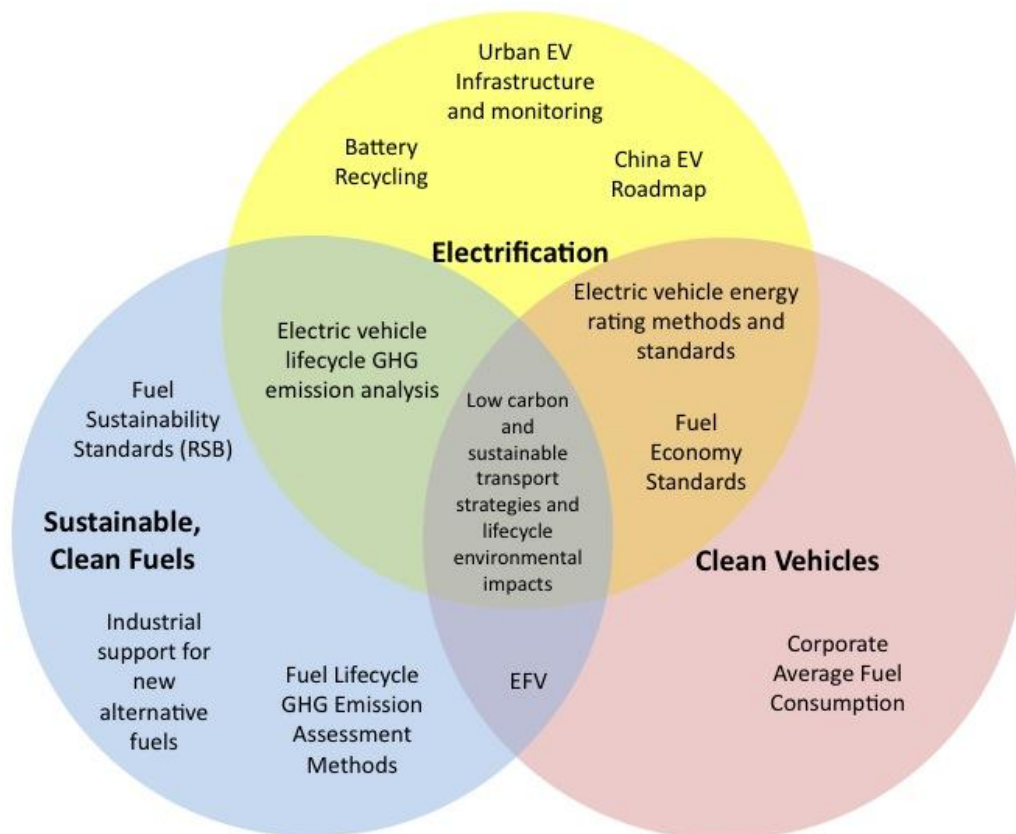 Urban EV
Infrastructure
and monitoring
Battery
Recycling
China EV
Roadmap
Electrification
Electric vehicle
lifecycle GHG
emission analysis
Electric vehicle energy
rating methods and
standards
Fuel
Sustainability
Standards (RSB)
Low carbon
and
sustainable
transport
strategies and
lifecycle
environmental
impacts
Fuel
Economy
Standards
Sustainable,
Clean Fuels
Clean Vehicles
Industrial
support for
new
alternative
fuels
Fuel Lifecycle
GHG Emission
Assessment
Methods
EFV
Corporate
Average Fuel
Consumption